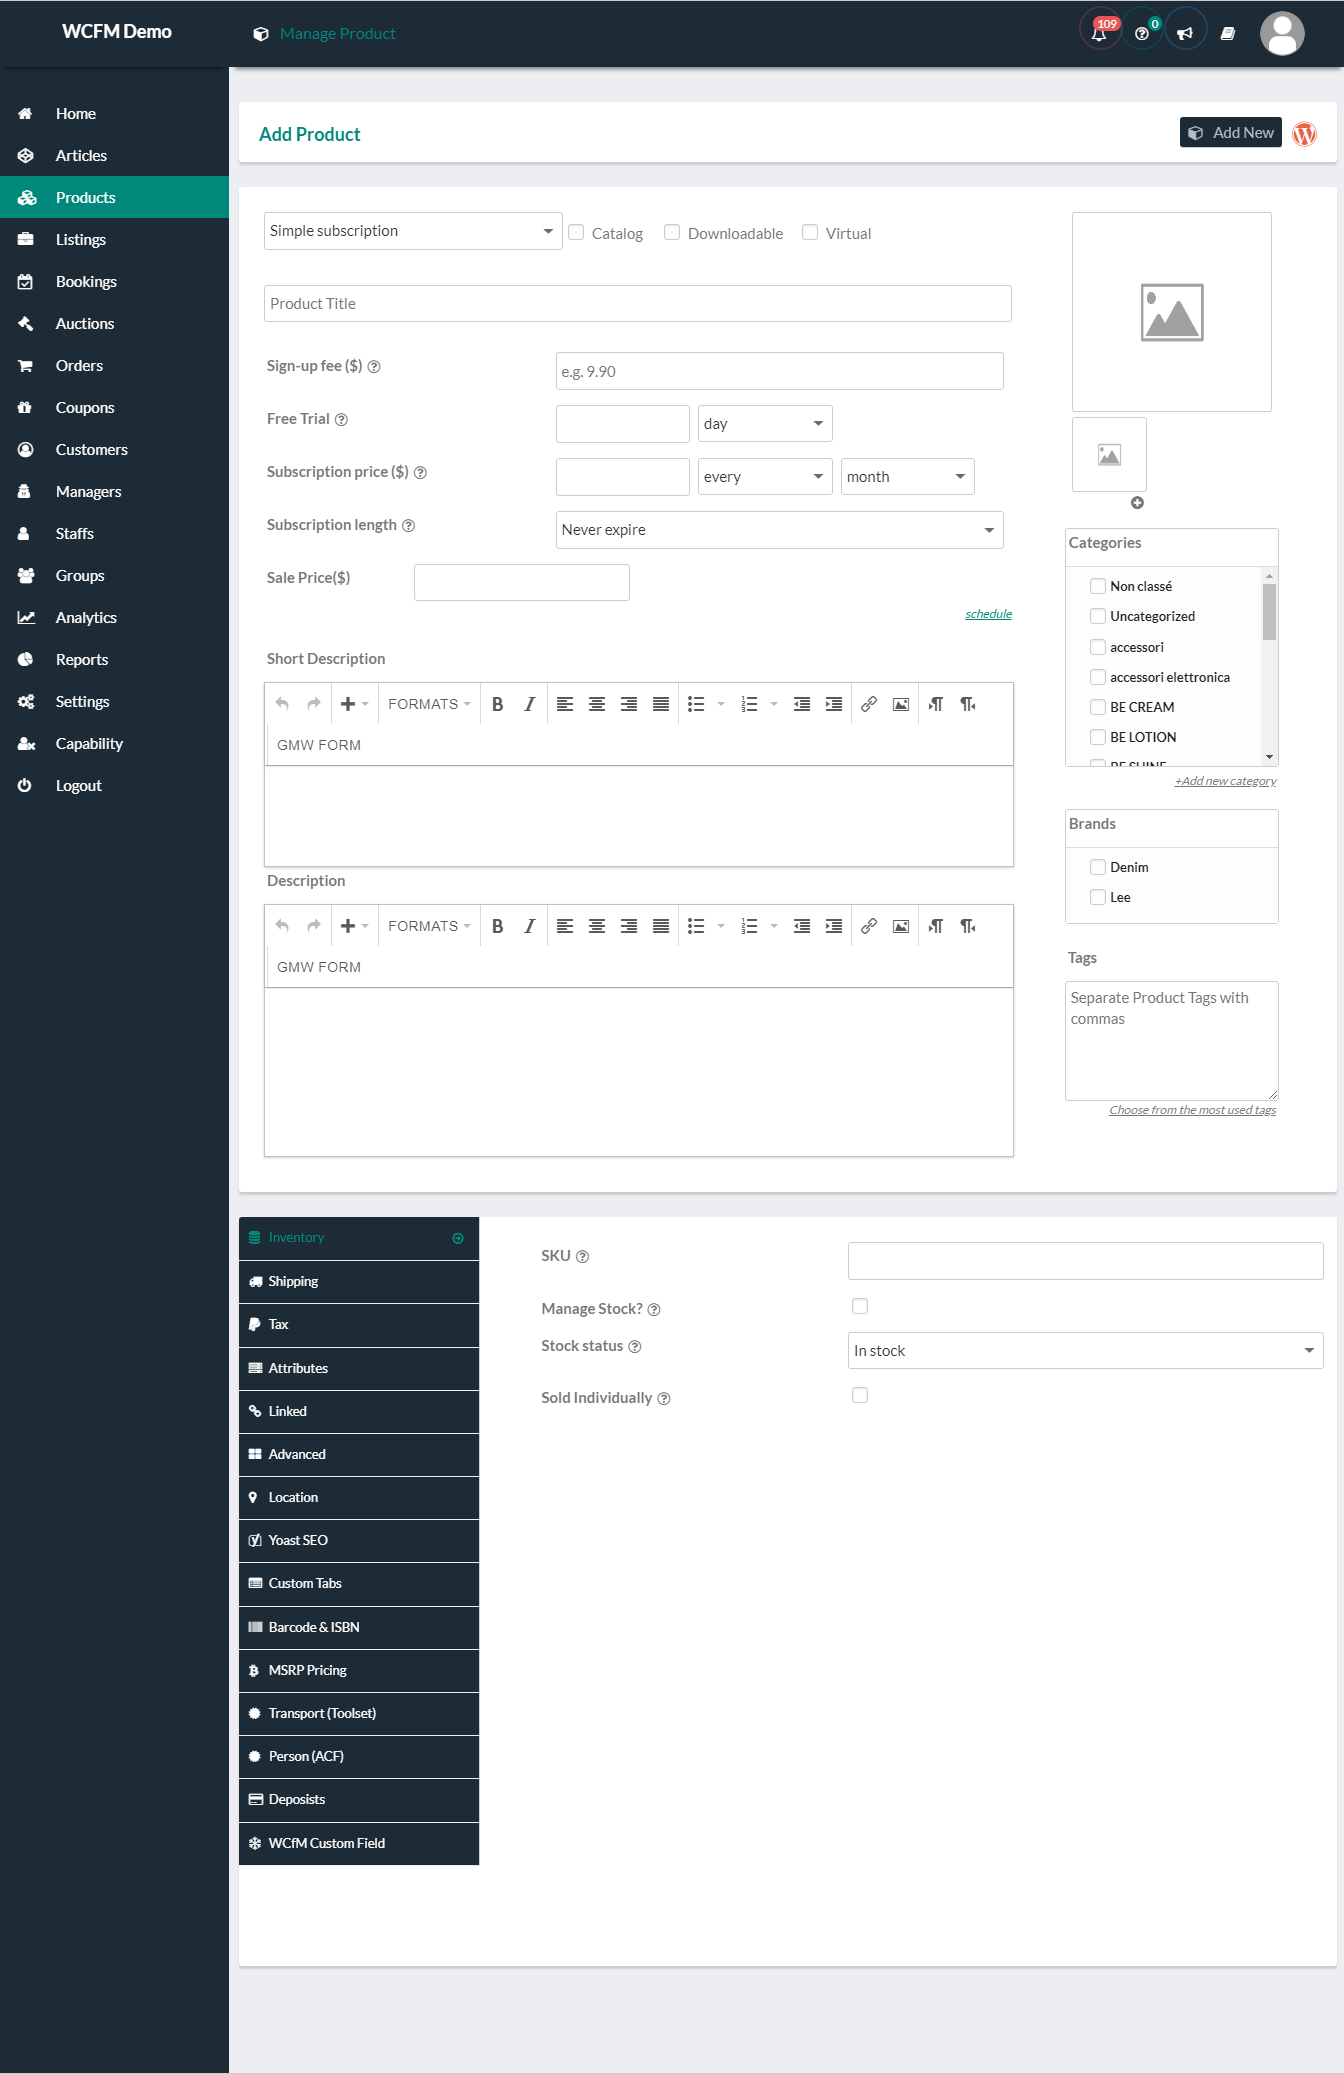 WCFM Demo
Manage Product
109
0
Home
Articles
Products
Listings
Bookings
Auctions
Orders
Coupons
Customers
Managers
Staffs
Groups
Analytics
Reports
Settings
Capability
Logout
Add Product
Add New
Simple subscription
Catalog
Downloadable
Virtual
Product Title
Sign-up fee ($)
e.g. 9.90
Free Trial
day
Subscription price ($)
every
month
Subscription length
Never expire
Sale Price($)
schedule
Short Description
FORMATS
GMW FORM
Description
FORMATS
GMW FORM
Categories
Non classé
Uncategorized
accessori
accessori elettronica
BE CREAM
BE LOTION
BE SHINE
+Add new category
Brands
Denim
Lee
Tags
Separate Product Tags with
commas
Choose from the most used tags
Inventory
Shipping
Tax
Attributes
Linked
Advanced
Location
Yoast SEO
Custom Tabs
Barcode & ISBN
MSRP Pricing
Transport (Toolset)
Person (ACF)
Deposists
WCfM Custom Field
SKU
Manage Stock?
Stock status
In stock
Sold Individually